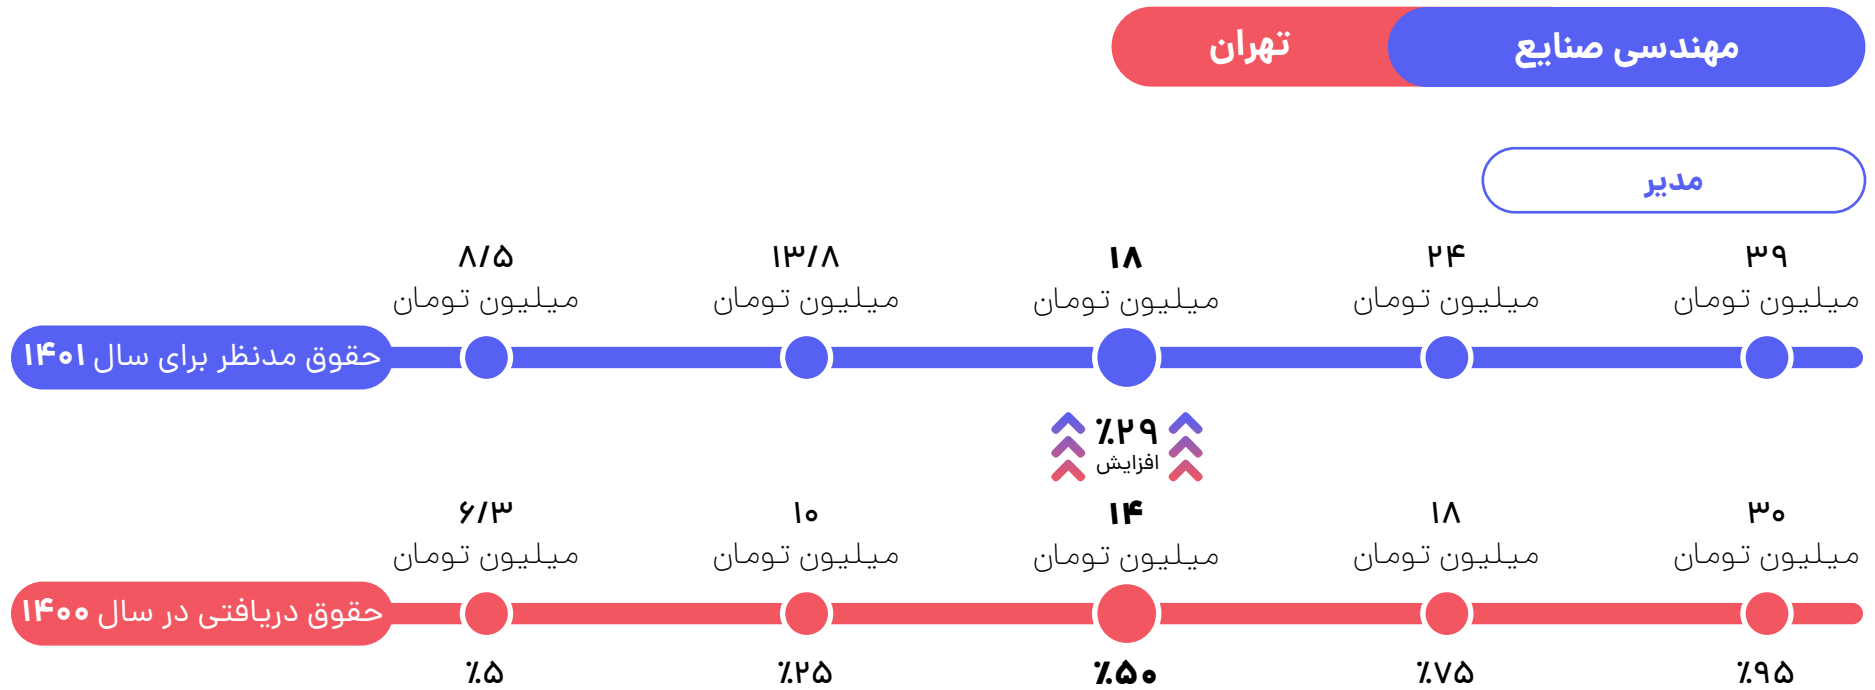 مهندسی صنایع
تهران
مدیر
۳۹
میلیون تومان
۲۴
میلیون تومان
۱۸
میلیون تومان
۱۳/۸
میلیون تومان
۸/۵
میلیون تومان
حقوق مدنظر برای سال ۱۴۰۱
٪۲۹
افزایش
۳۰
میلیون تومان
۱۸
میلیون تومان
۱۴
میلیون تومان
۱۰
میلیون تومان
۶/۳
میلیون تومان
حقوق دریافتی در سال ۱۴۰۰
٪۹۵
٪۷۵
٪۵۰
٪۲۵
٪۵